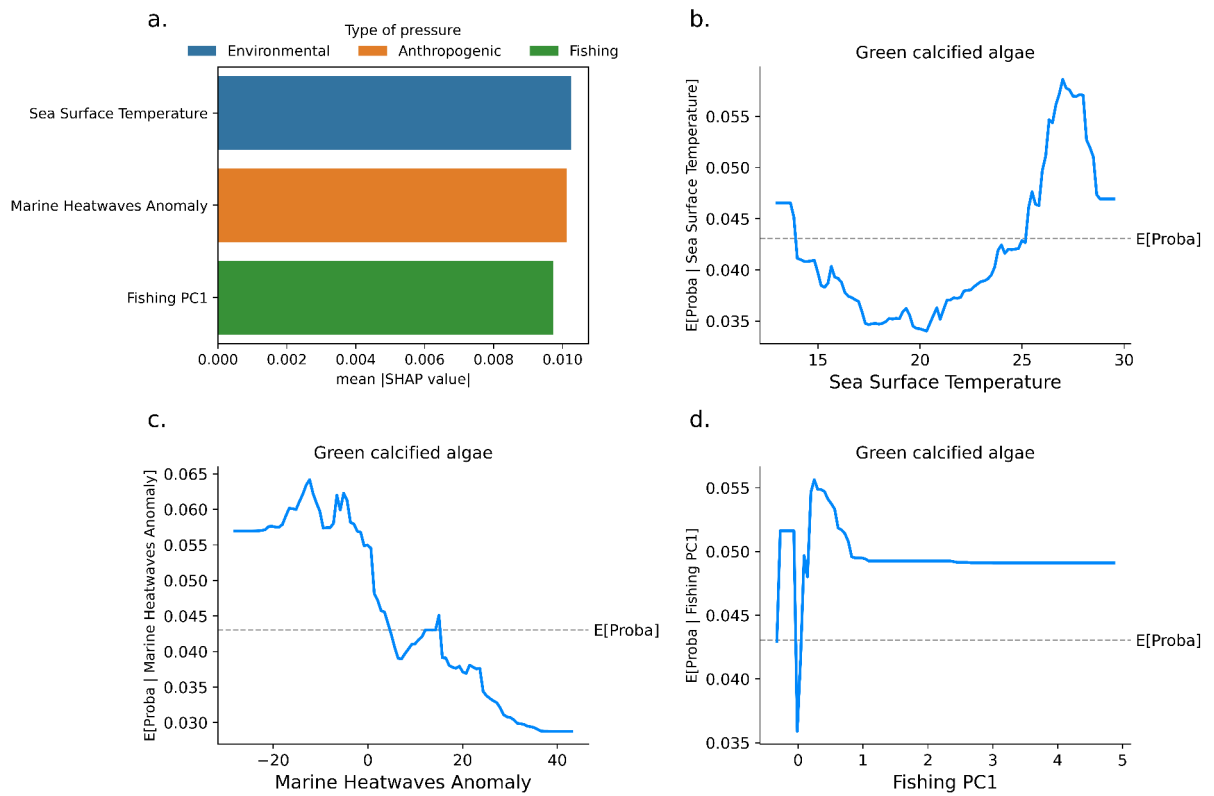 a.
Type of pressure
Environmental Anthropogenic Fishing
Sea Surface Temperature
Marine Heatwaves Anomaly
Fishing PC1
0.000 0.002 0.004 0.006 0.008 0.010
mean |SHAP value|
b.
Green calcified algae
E[Proba | Sea Surface Temperature]
0.055
0.050
0.045
0.040
0.035
E[Proba]
15 20 25 30
Sea Surface Temperature
c.
Green calcified algae
E[Proba | Marine Heatwaves Anomaly]
0.065
0.060
0.055
0.050
0.045
0.040
0.035
0.030
E[Proba]
−20 0 20 40
Marine Heatwaves Anomaly
d.
Green calcified algae
E[Proba | Fishing PC1]
0.055
0.050
0.045
0.040
0.035
E[Proba]
0 1 2 3 4 5
Fishing PC1